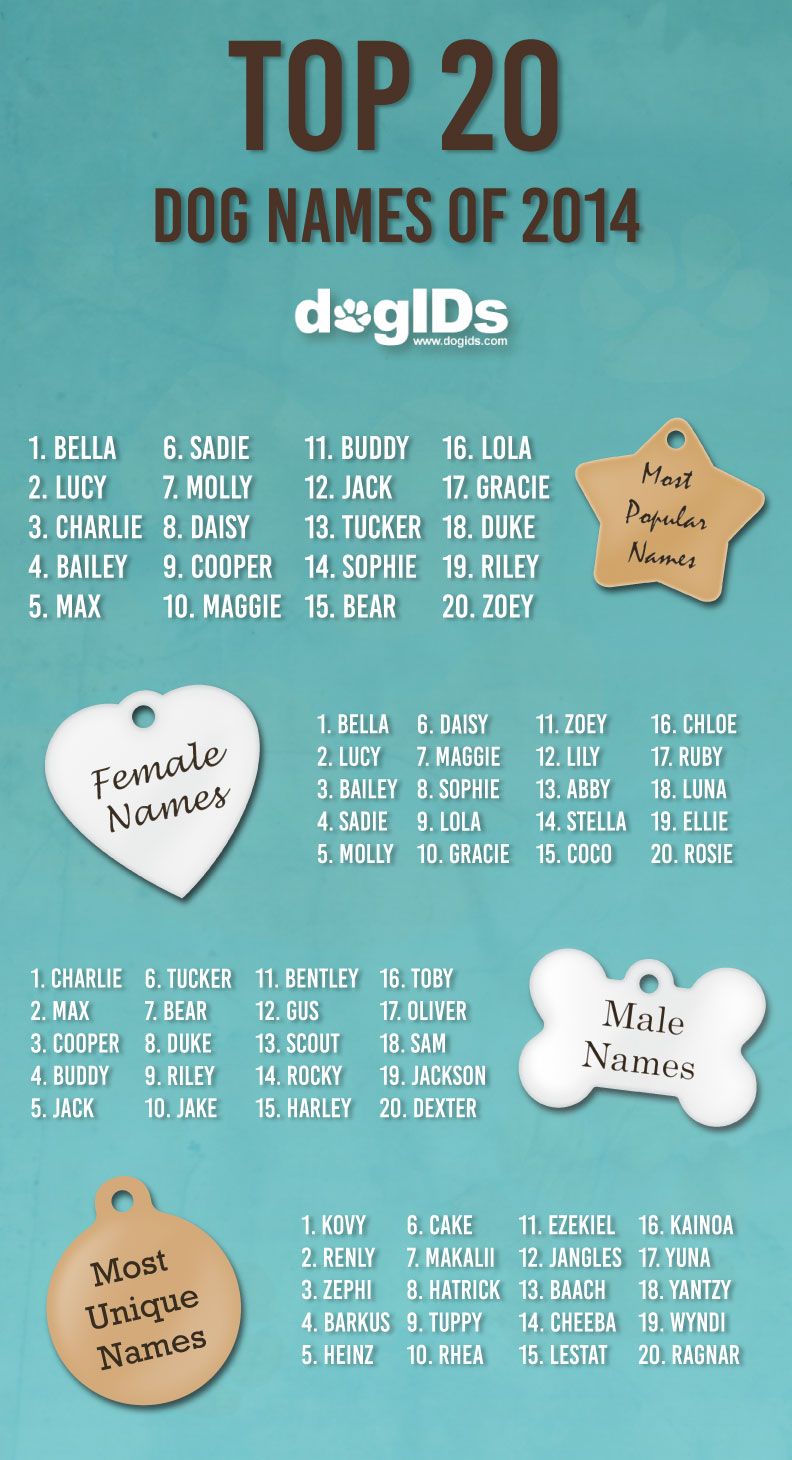 TOP 20
DOG NAMES OF 2014
dogIDs
www.dogids.com
1. BELLA
2. LUCY
3. CHARLIE
4. BAILEY
5. MAX
6. SADIE
7. MOLLY
8. DAISY
9. COOPER
10. MAGGIE
11. BUDDY
12. JACK
13. TUCKER
14. SOPHIE
15. BEAR
16. LOLA
17. GRACIE
18. DUKE
19. RILEY
20. ZOEY
Most
Popular
Names
Female
Names
1. BELLA
2. LUCY
3. BAILEY
4. SADIE
5. MOLLY
6. DAISY
7. MAGGIE
8. SOPHIE
9. LOLA
10. GRACIE
11. ZOEY
12. LILY
13. ABBY
14. STELLA
15. COCO
16. CHLOE
17. RUBY
18. LUNA
19. ELLIE
20. ROSIE
1. CHARLIE
2. MAX
3. COOPER
4. BUDDY
5. JACK
6. TUCKER
7. BEAR
8. DUKE
9. RILEY
10. JAKE
11. BENTLEY
12. GUS
13. SCOUT
14. ROCKY
15. HARLEY
16. TOBY
17. OLIVER
18. SAM
19. JACKSON
20. DEXTER
Male
Names
Most
Unique
Names
1. KOVY
2. RENLY
3. ZEPHI
4. BARKUS
5. HEINZ
6. CAKE
7. MAKALII
8. HATRICK
9. TUPPY
10. RHEA
11. EZEKIEL
12. JANGLES
13. BAACH
14. CHEEBA
15. LESTAT
16. KAINOA
17. YUNA
18. YANTZY
19. WYNDI
20. RAGNAR